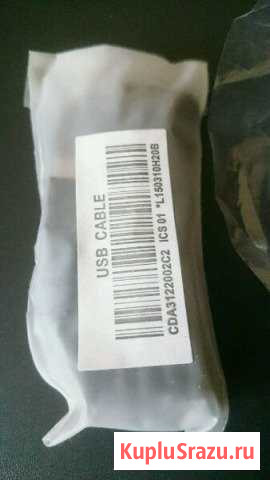 USB CABLE
CDA3122002C2 ICS 01 *L150310H20B
KupluSrazu.ru